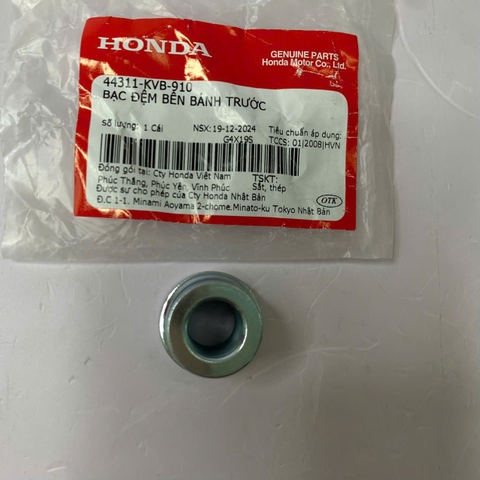 HONDA
GENUINE PARTS
Honda Motor Co., Ltd.
44311-KVB-910
BẠC ĐỆM BÊN BÁNH TRƯỚC
Số lượng: 1 Cái NSX:19-12-2024 Tiêu chuẩn áp dụng:
G4X19S TCCS: 01|2008|HVN
Đóng gói tại: Cty Honda Việt Nam TSKT:
Phúc Thắng, Phúc Yên, Vĩnh Phúc Sắt, thép
Được sự cho phép của Cty Honda Nhật Bản
Đ.C 1-1. Minami Aoyama 2-chome.Minato-ku Tokyo Nhật Bản
OTK